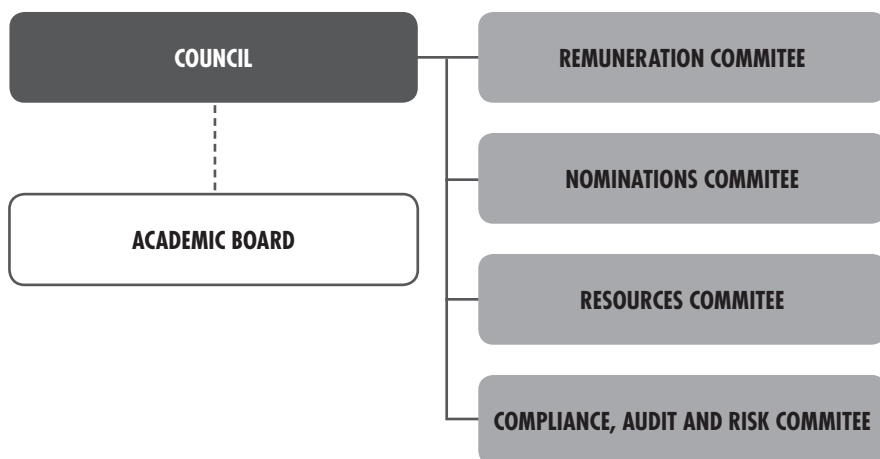 COUNCIL
REMUNERATION COMMITEE
NOMINATIONS COMMITEE
ACADEMIC BOARD
RESOURCES COMMITEE
COMPLIANCE, AUDIT AND RISK COMMITEE